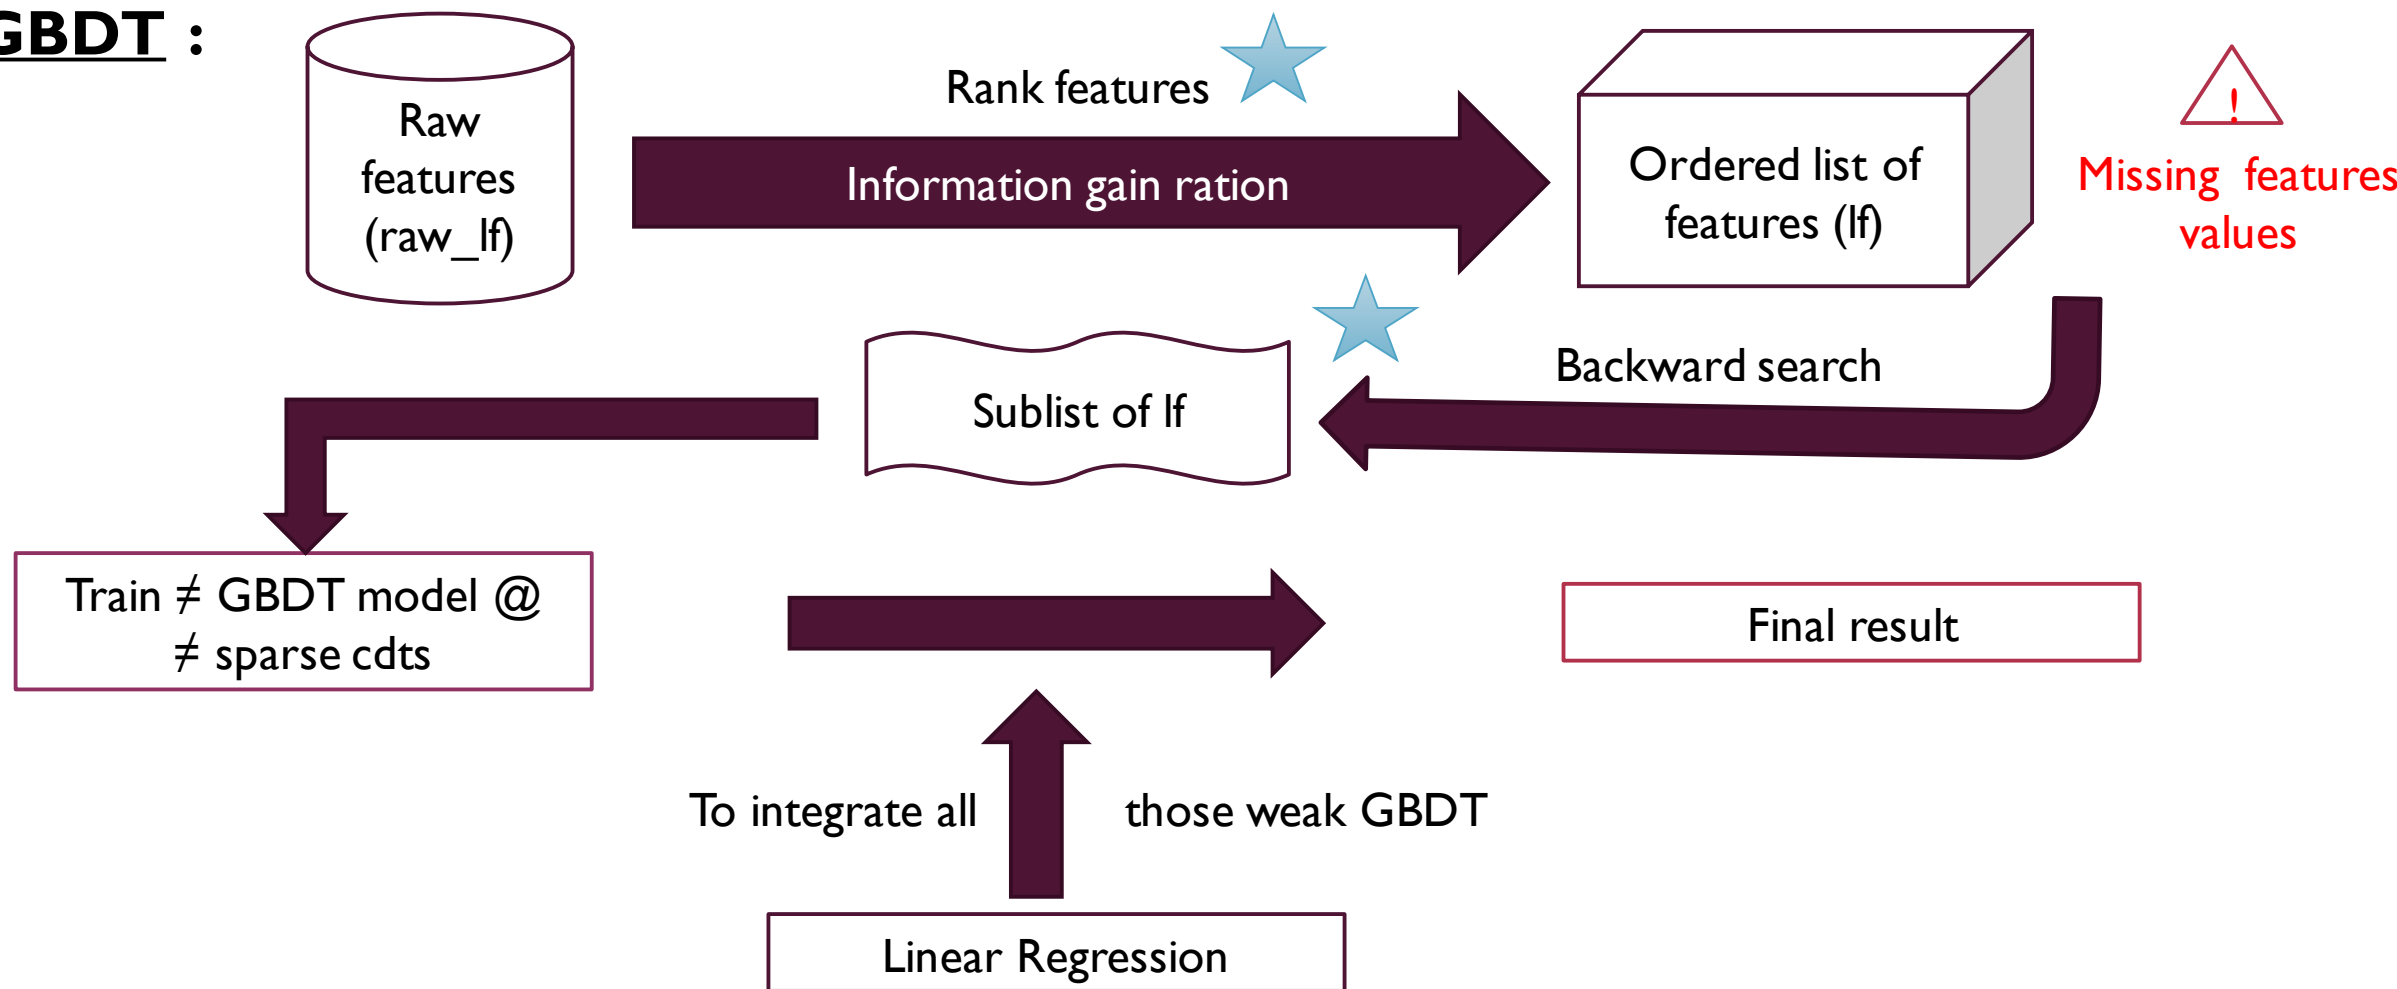 GBDT :
Raw
features
(raw_lf)
Rank features
Information gain ration
Ordered list of
features (lf)
!
Missing features
values
Backward search
Sublist of lf
Train ≠ GBDT model @
≠ sparse cdts
Final result
To integrate all those weak GBDT
Linear Regression